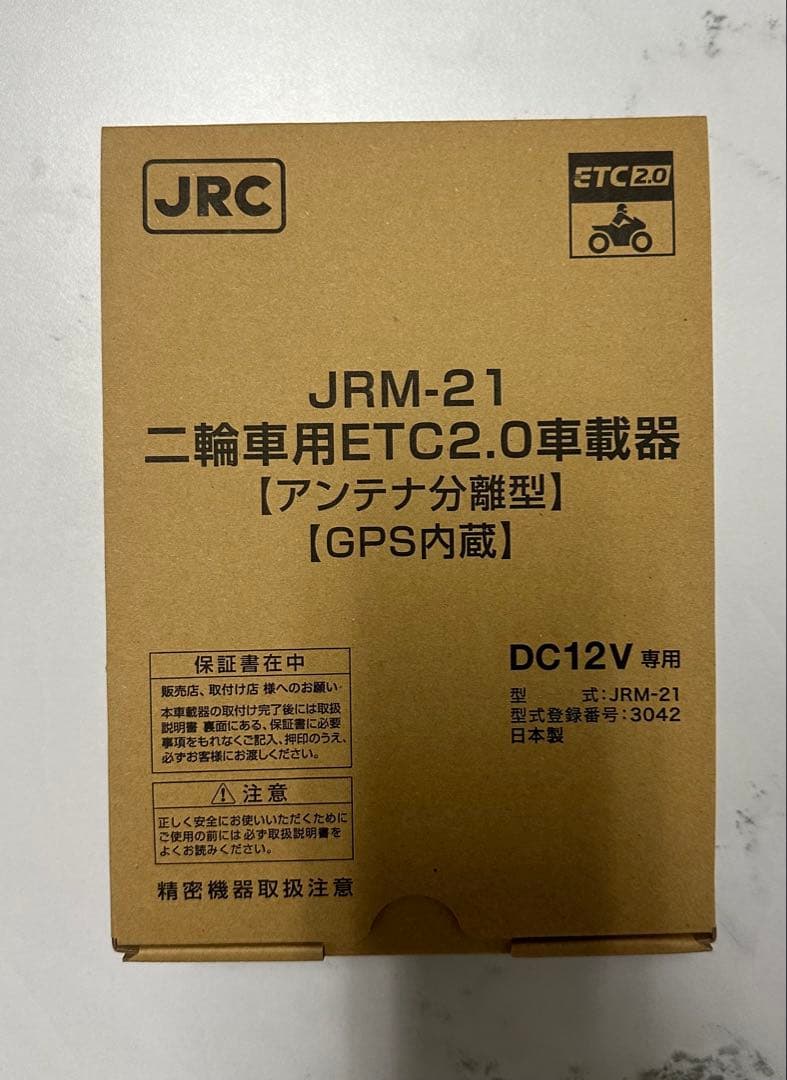 JRC
ETC2.0
JRM-21
二輪車用ETC2.0車載器
【アンテナ分離型】
【GPS内蔵】
保証書在中
販売店、取付け店 様へのお願い
本車載器の取付け完了後には取扱
説明書 裏面にある、保証書に必要
事項をもれなくご記入、押印のうえ、
必ずお客様にお渡しください。
注意
正しく安全にお使いいただくために
ご使用の前には必ず取扱説明書を
よくお読みください。
精密機器取扱注意
DC12V 専用
型 式:JRM-21
型式登録番号:3042
日本製